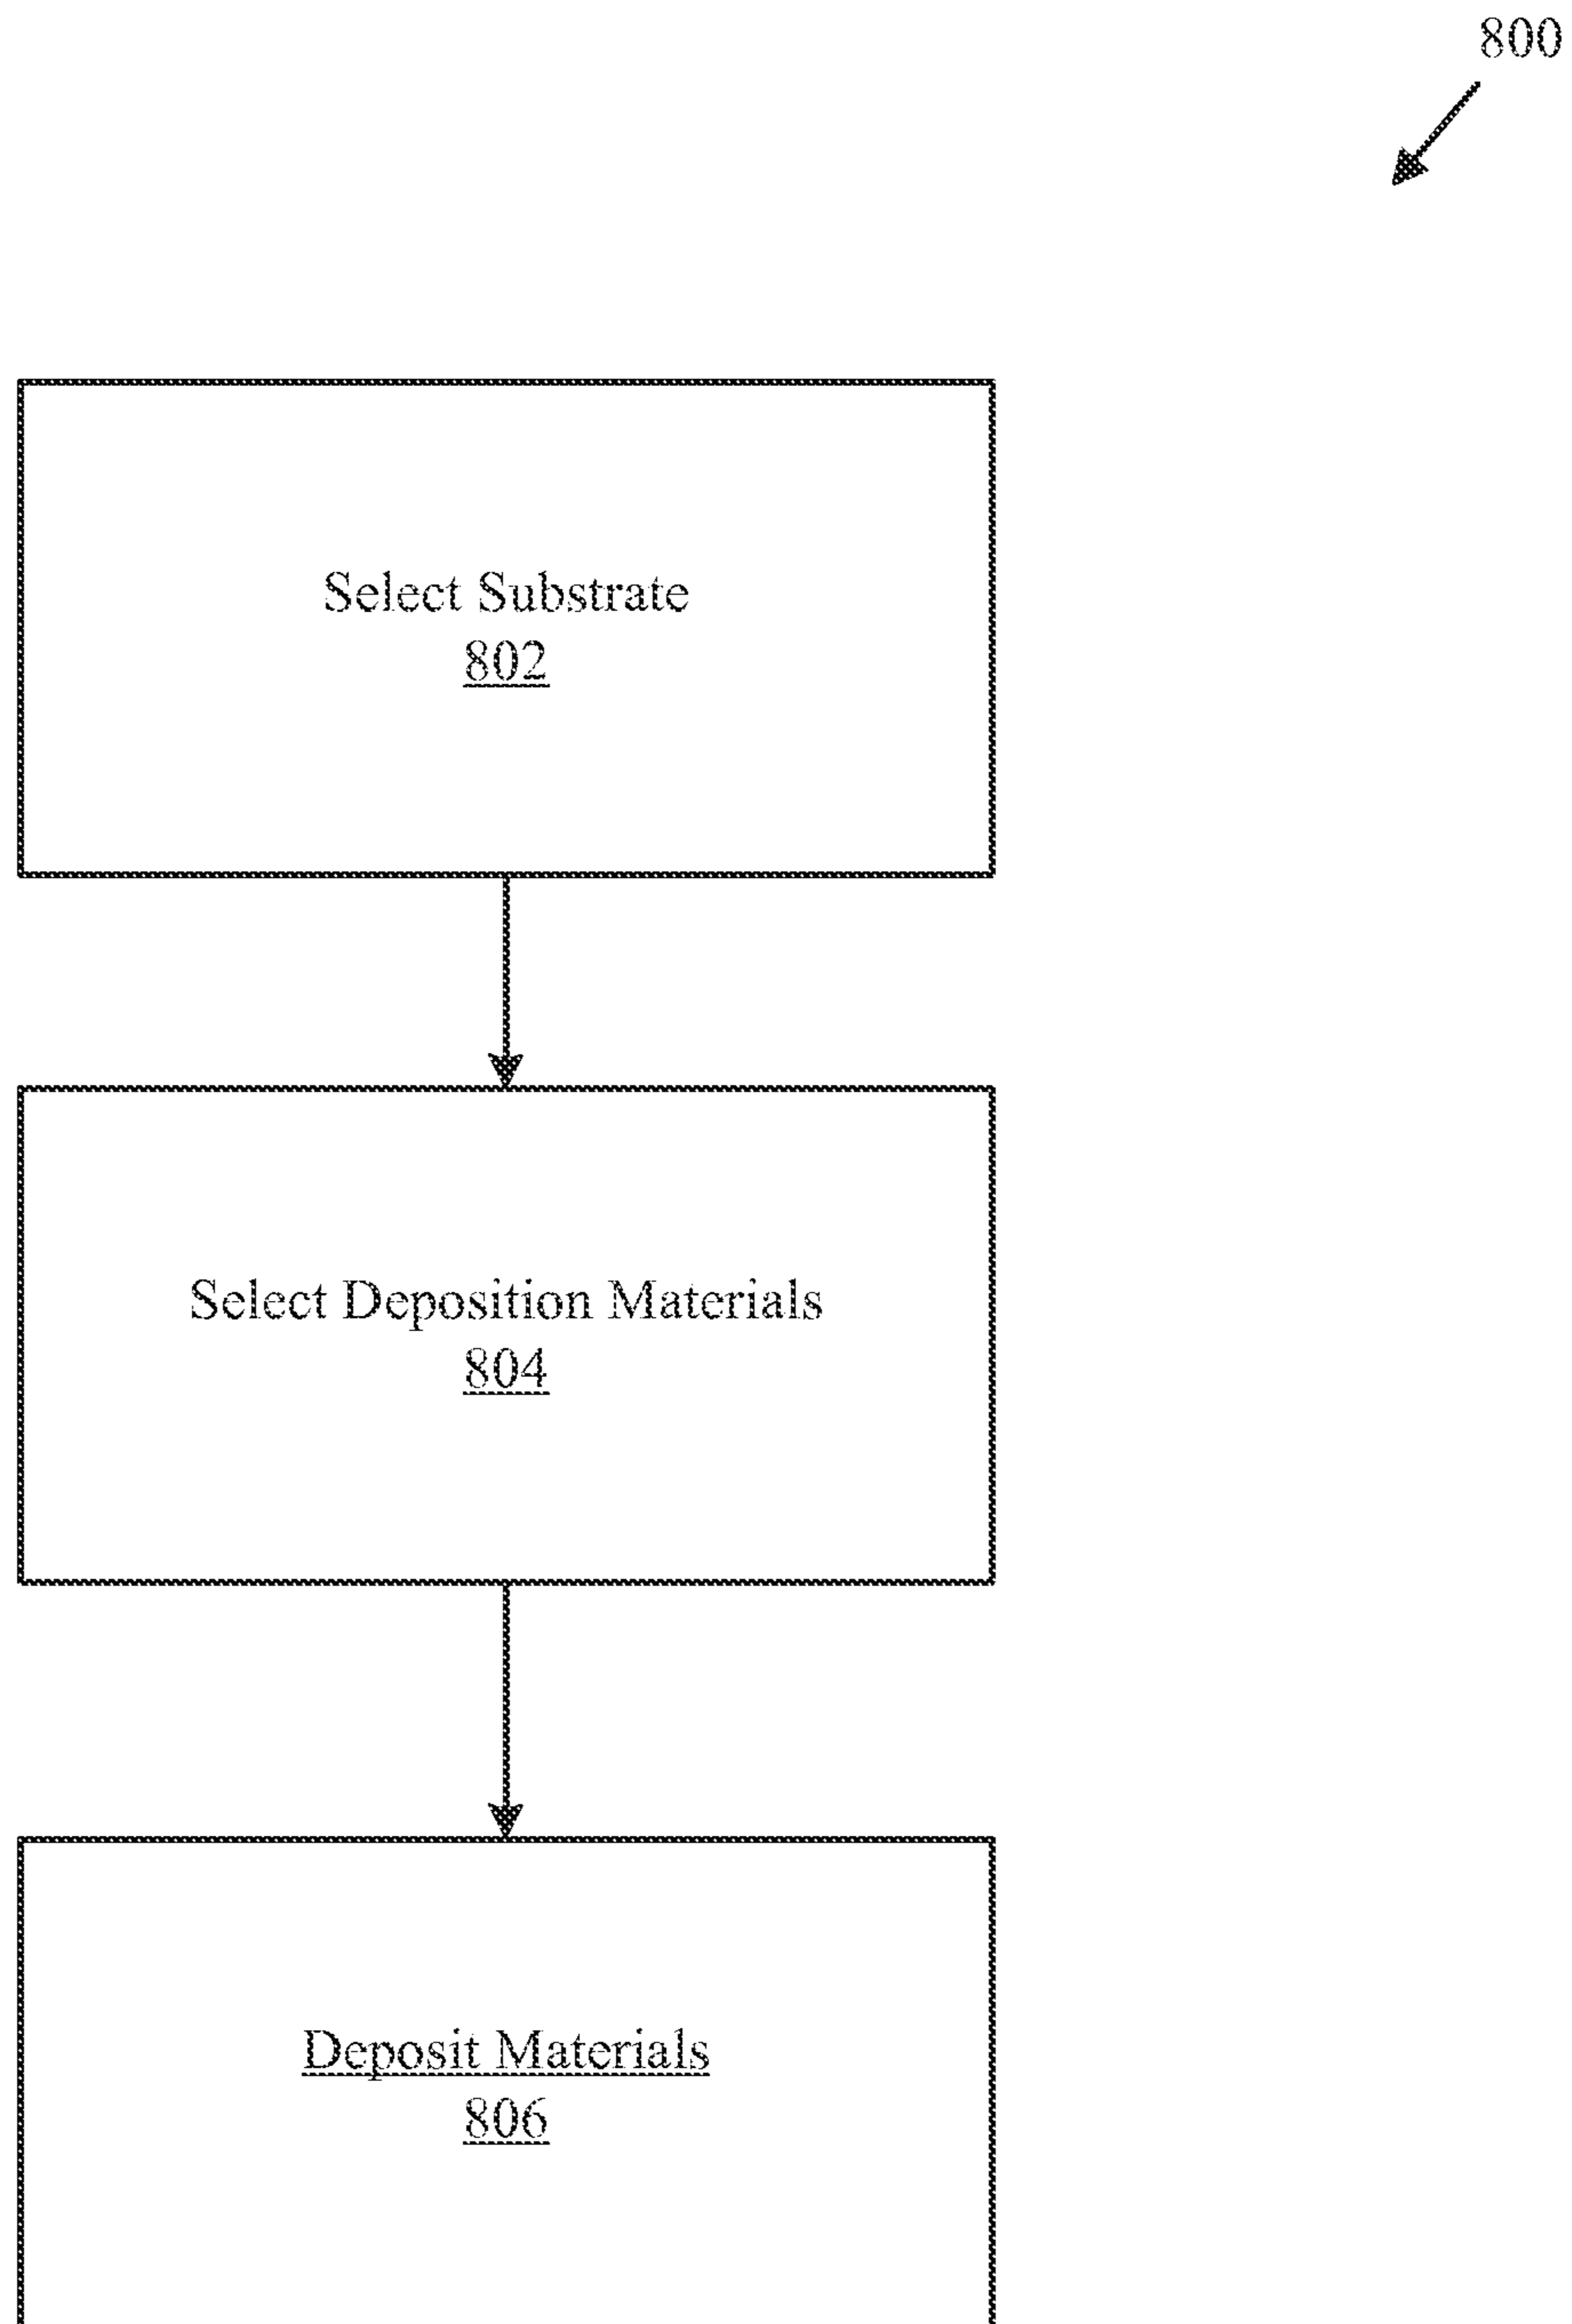 800
Select Substrate
802
Select Deposition Materials
804
Deposit Materials
806